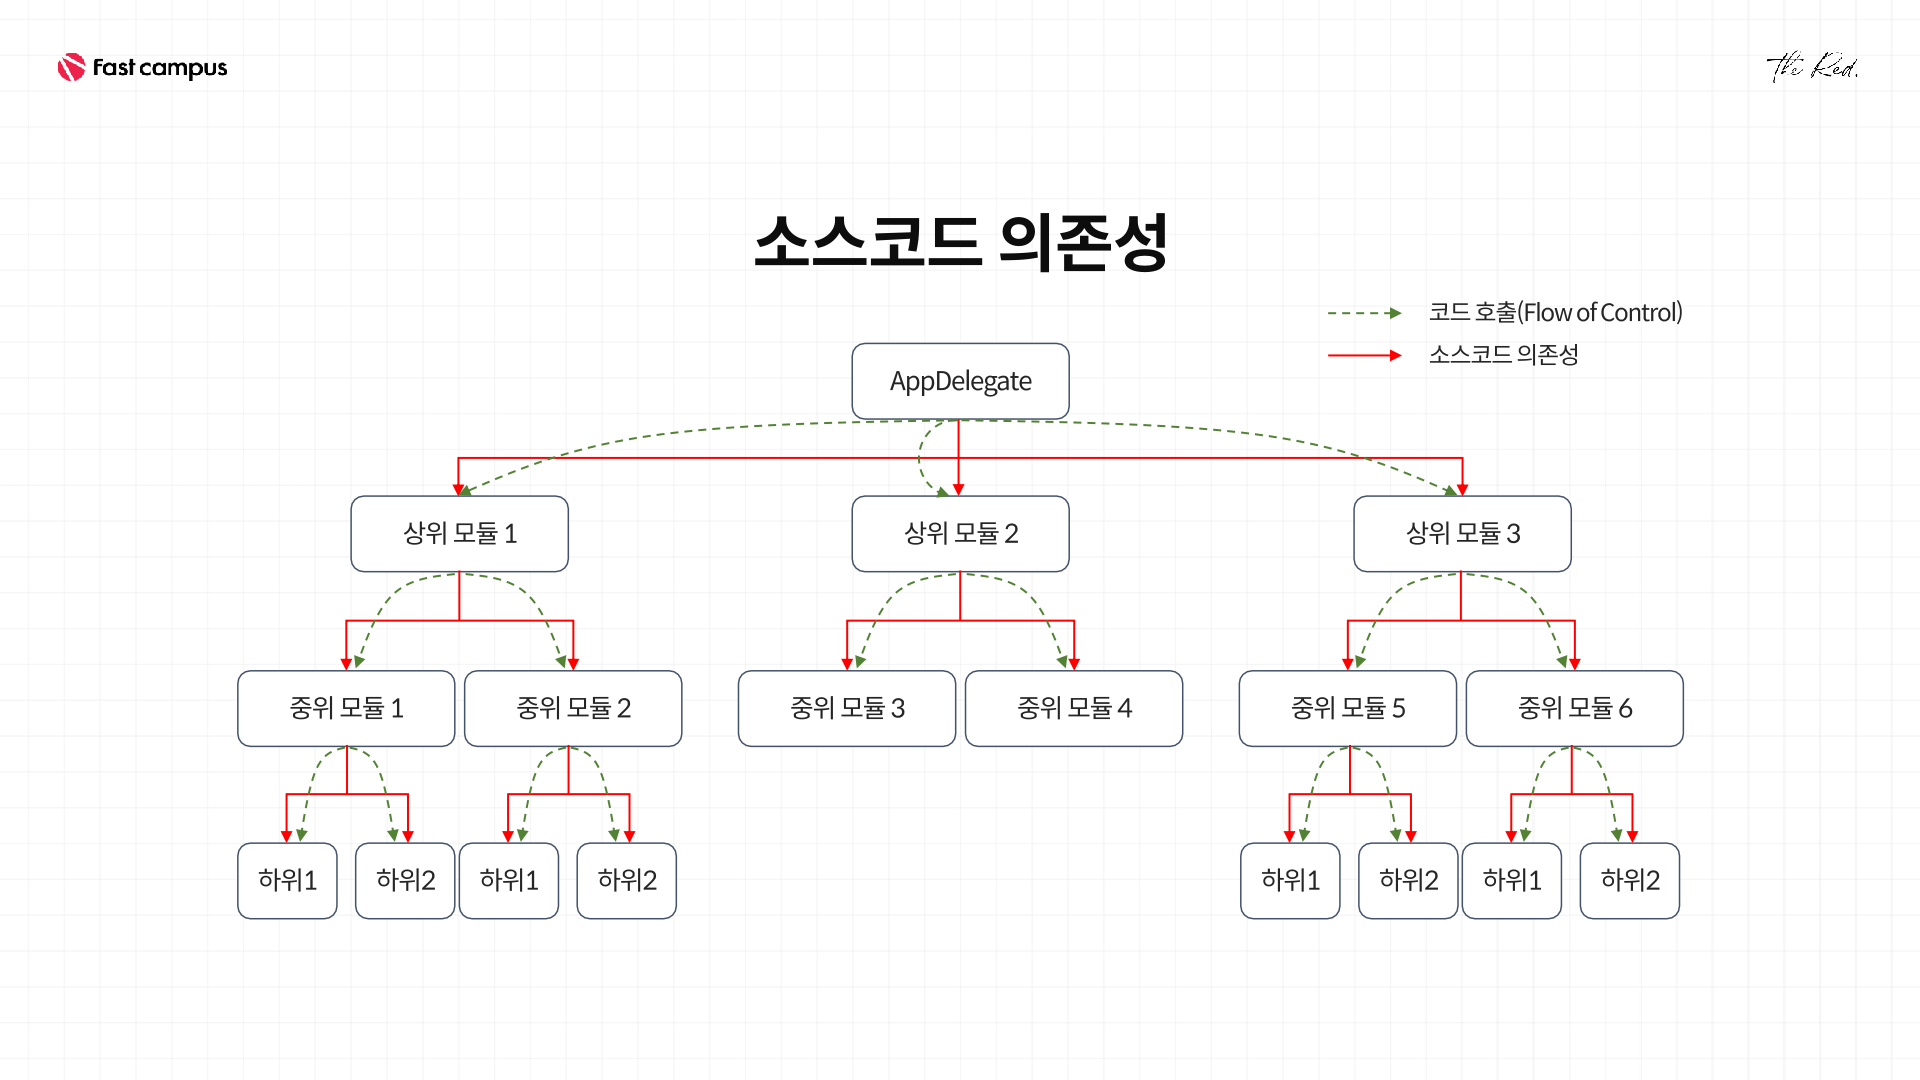 Fast campus
The Red.
소스코드 의존성
코드 호출(Flow of Control)
소스코드 의존성
AppDelegate
상위 모듈 1
상위 모듈 2
상위 모듈 3
중위 모듈 1
중위 모듈 2
중위 모듈 3
중위 모듈 4
중위 모듈 5
중위 모듈 6
하위1
하위2
하위1
하위2
하위1
하위2
하위1
하위2